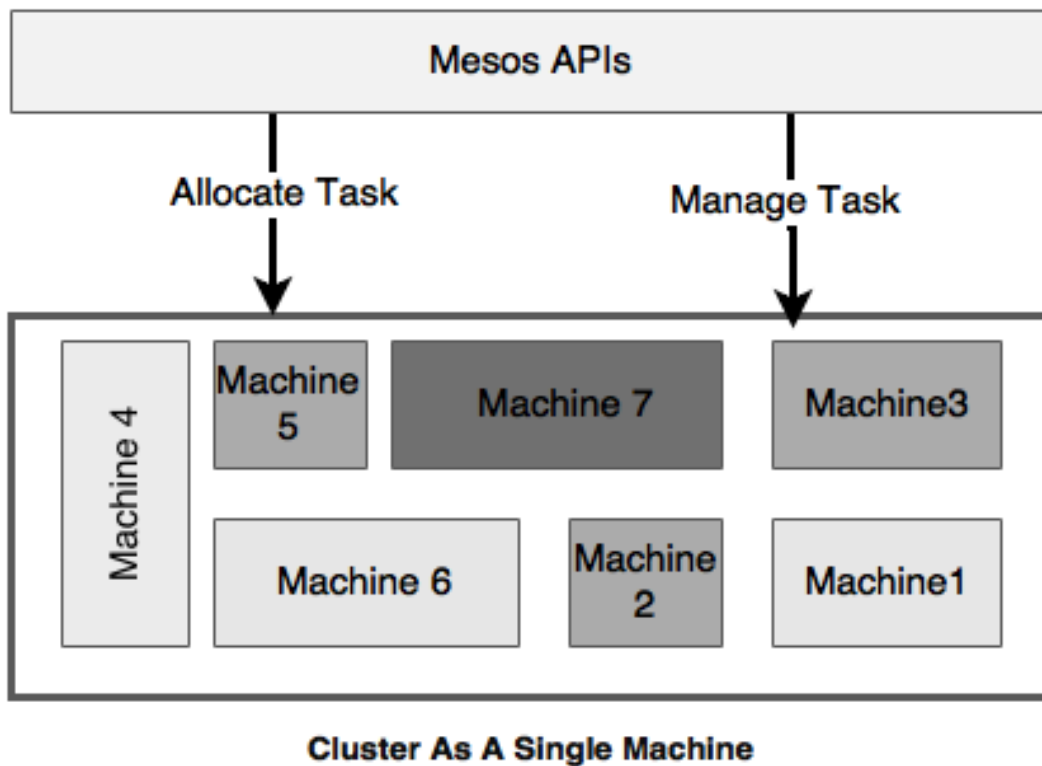 Mesos APIs
Allocate Task
Manage Task
Machine 4
Machine
5
Machine 7
Machine3
Machine 6
Machine
2
Machine1
Cluster As A Single Machine